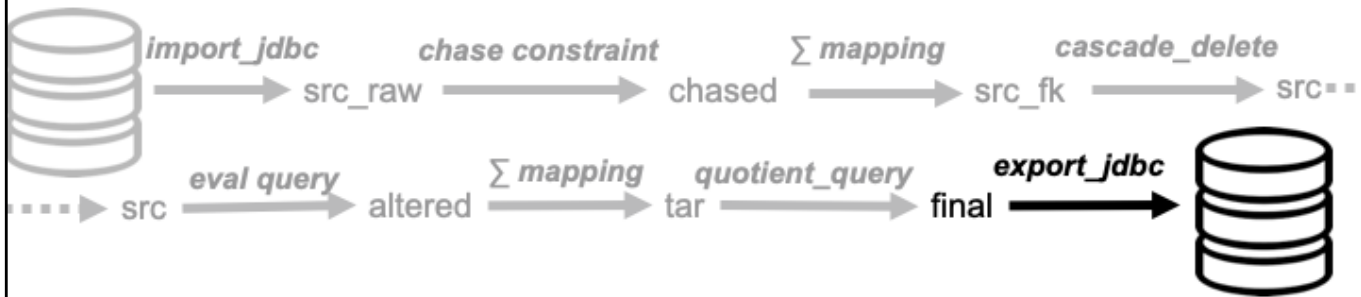 import_jdbc chase constraint ∑ mapping cascade_delete
src_raw chased src_fk src
eval query ∑ mapping quotient_query export_jdbc
src altered tar final